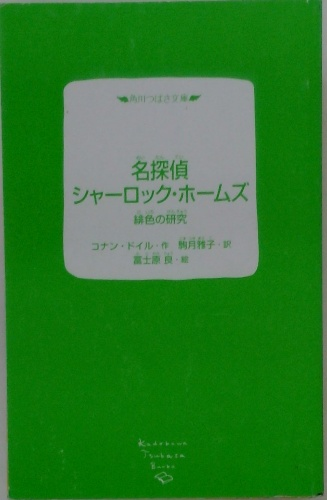 角川つばさ文庫
名探偵
シャーロック・ホームズ
緋色の研究
コナン・ドイル・作 駒月雅子・訳
冨士原 良・絵
Kadokawa
Tsubasa
Bunko